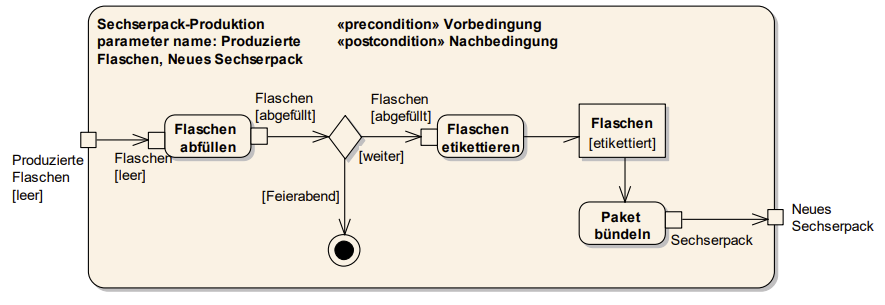 Sechserpack-Produktion
parameter name: Produzierte
Flaschen, Neues Sechserpack
«precondition» Vorbedingung
«postcondition» Nachbedingung
Produzierte
Flaschen
[leer]
Flaschen
[leer]
Flaschen
abfüllen
Flaschen
[abgefüllt]
[weiter]
[Feierabend]
Flaschen
[abgefüllt]
Flaschen
etikettieren
Flaschen
[etikettiert]
Paket
bündeln
Sechserpack
Neues
Sechserpack